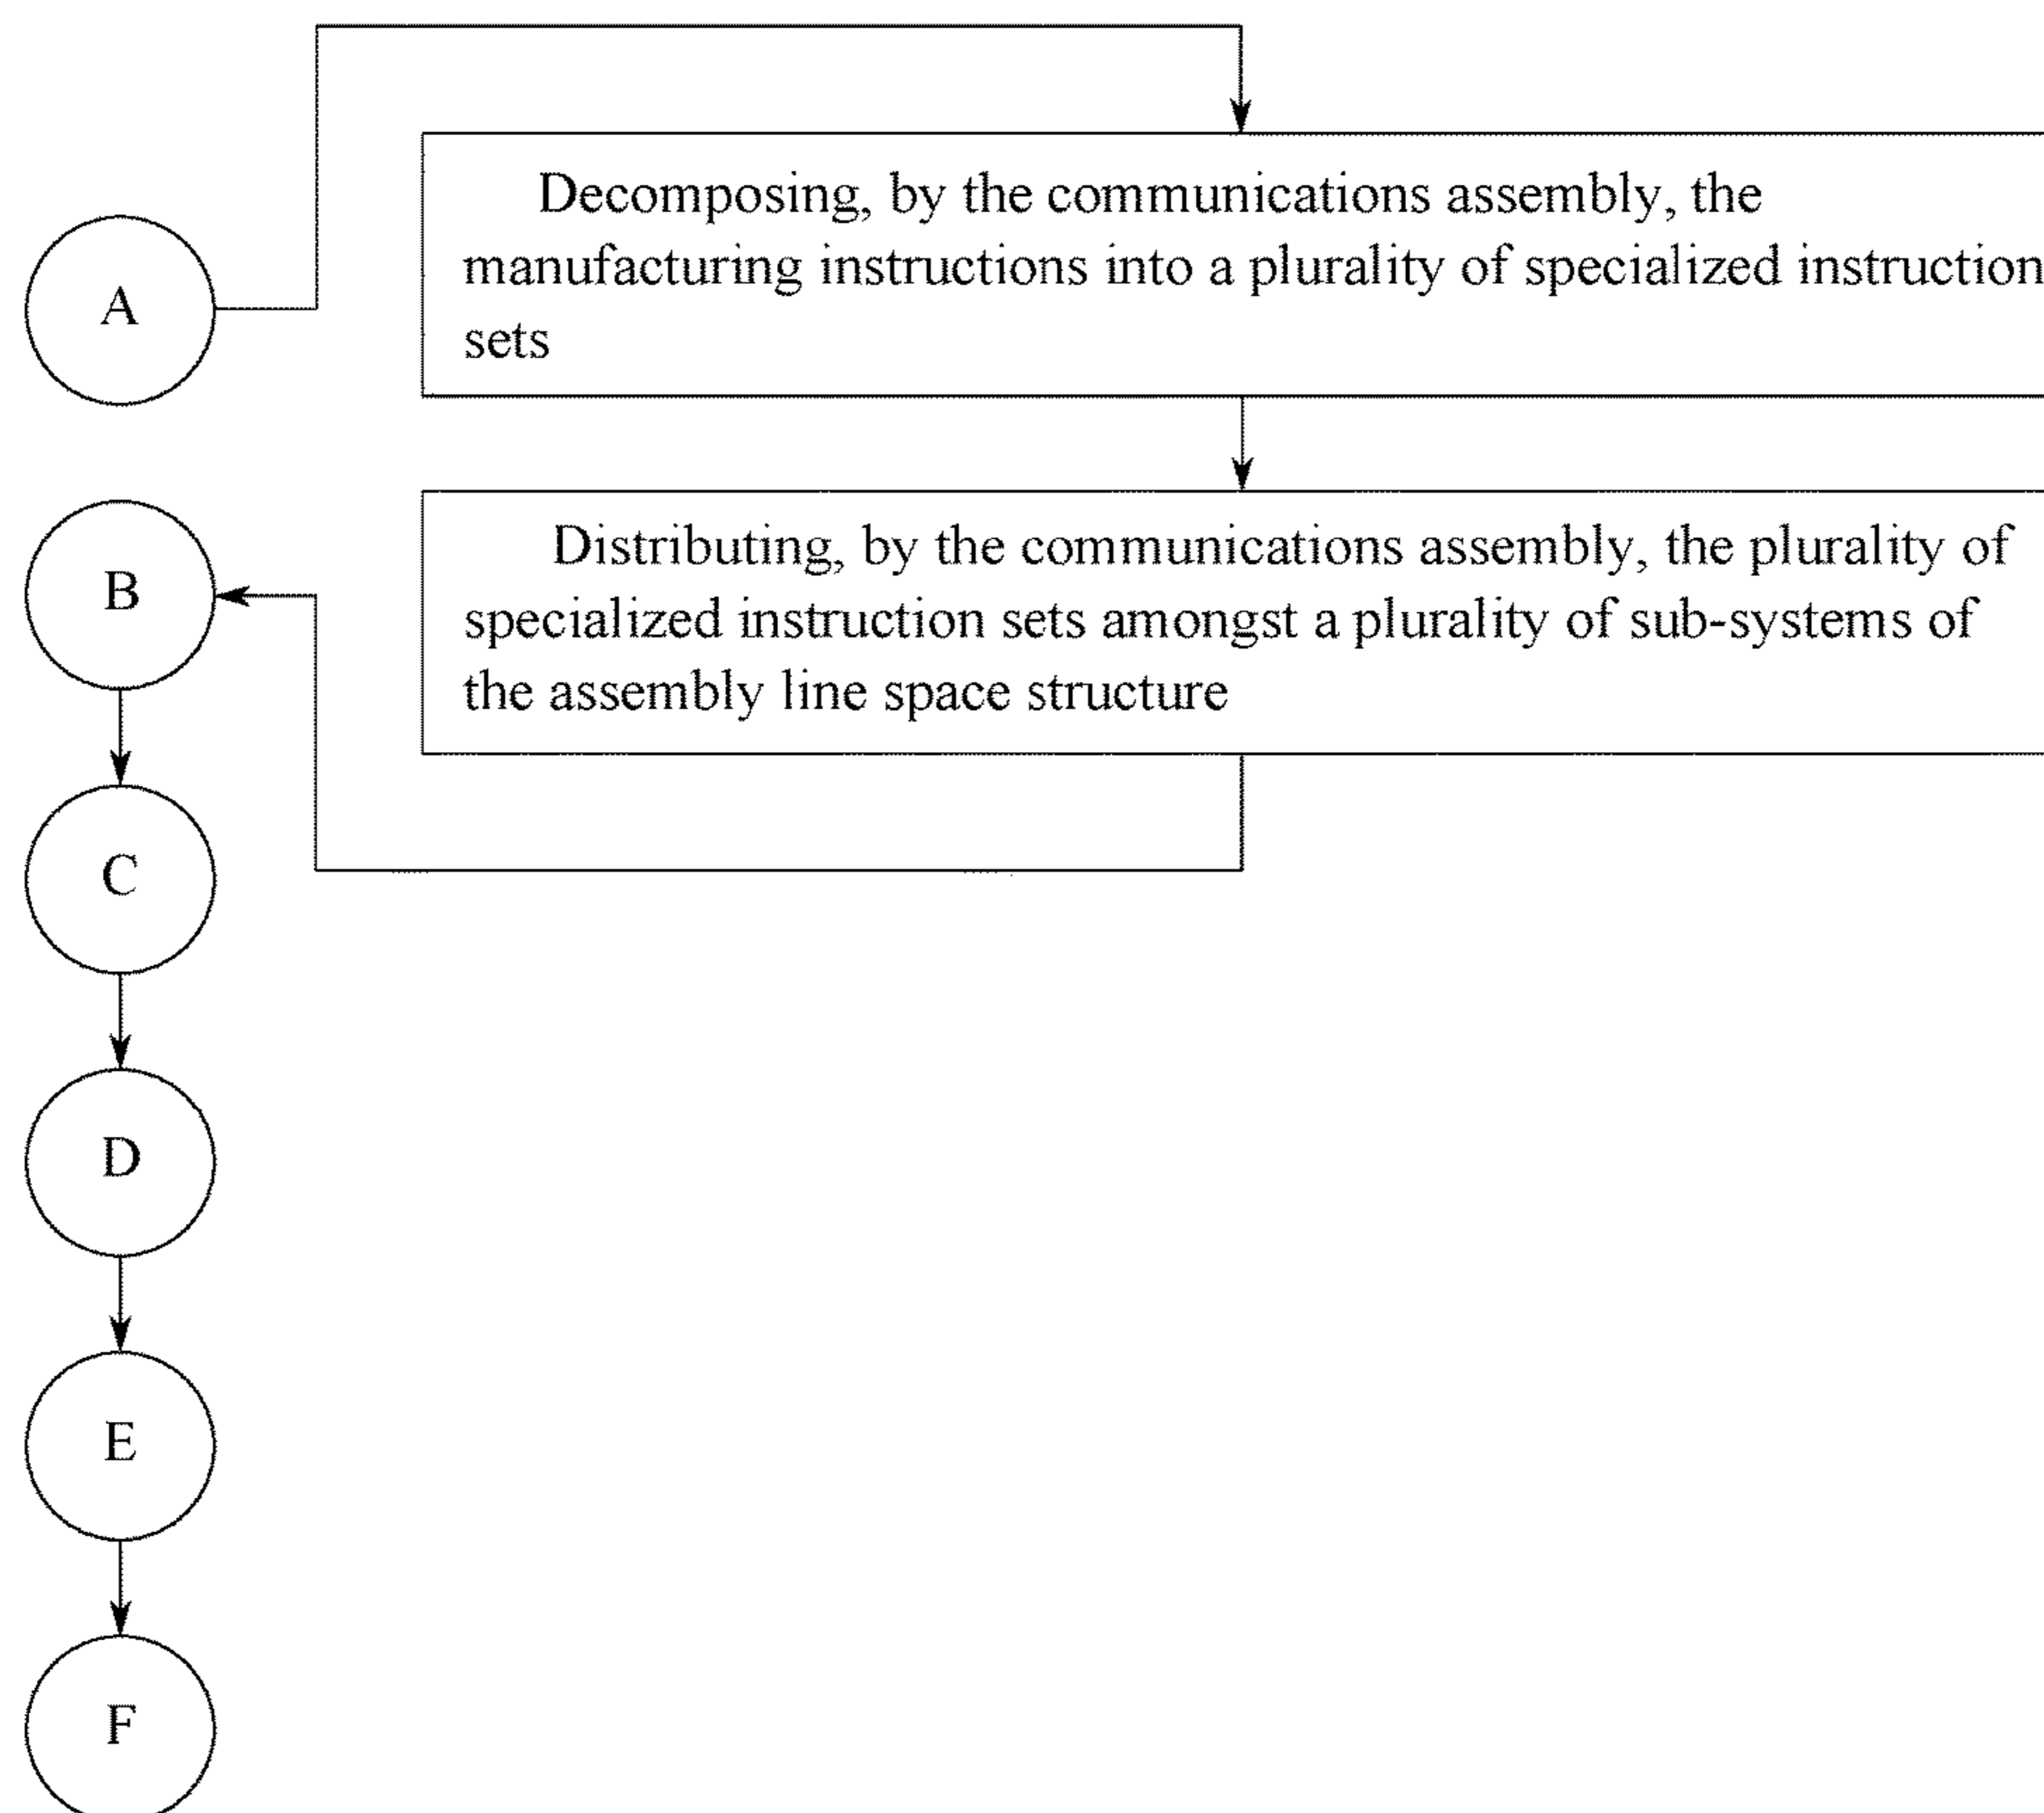 A
Decomposing, by the communications assembly, the
manufacturing instructions into a plurality of specialized instruction
sets
B
Distributing, by the communications assembly, the plurality of
specialized instruction sets amongst a plurality of sub-systems of
the assembly line space structure
C
D
E
F